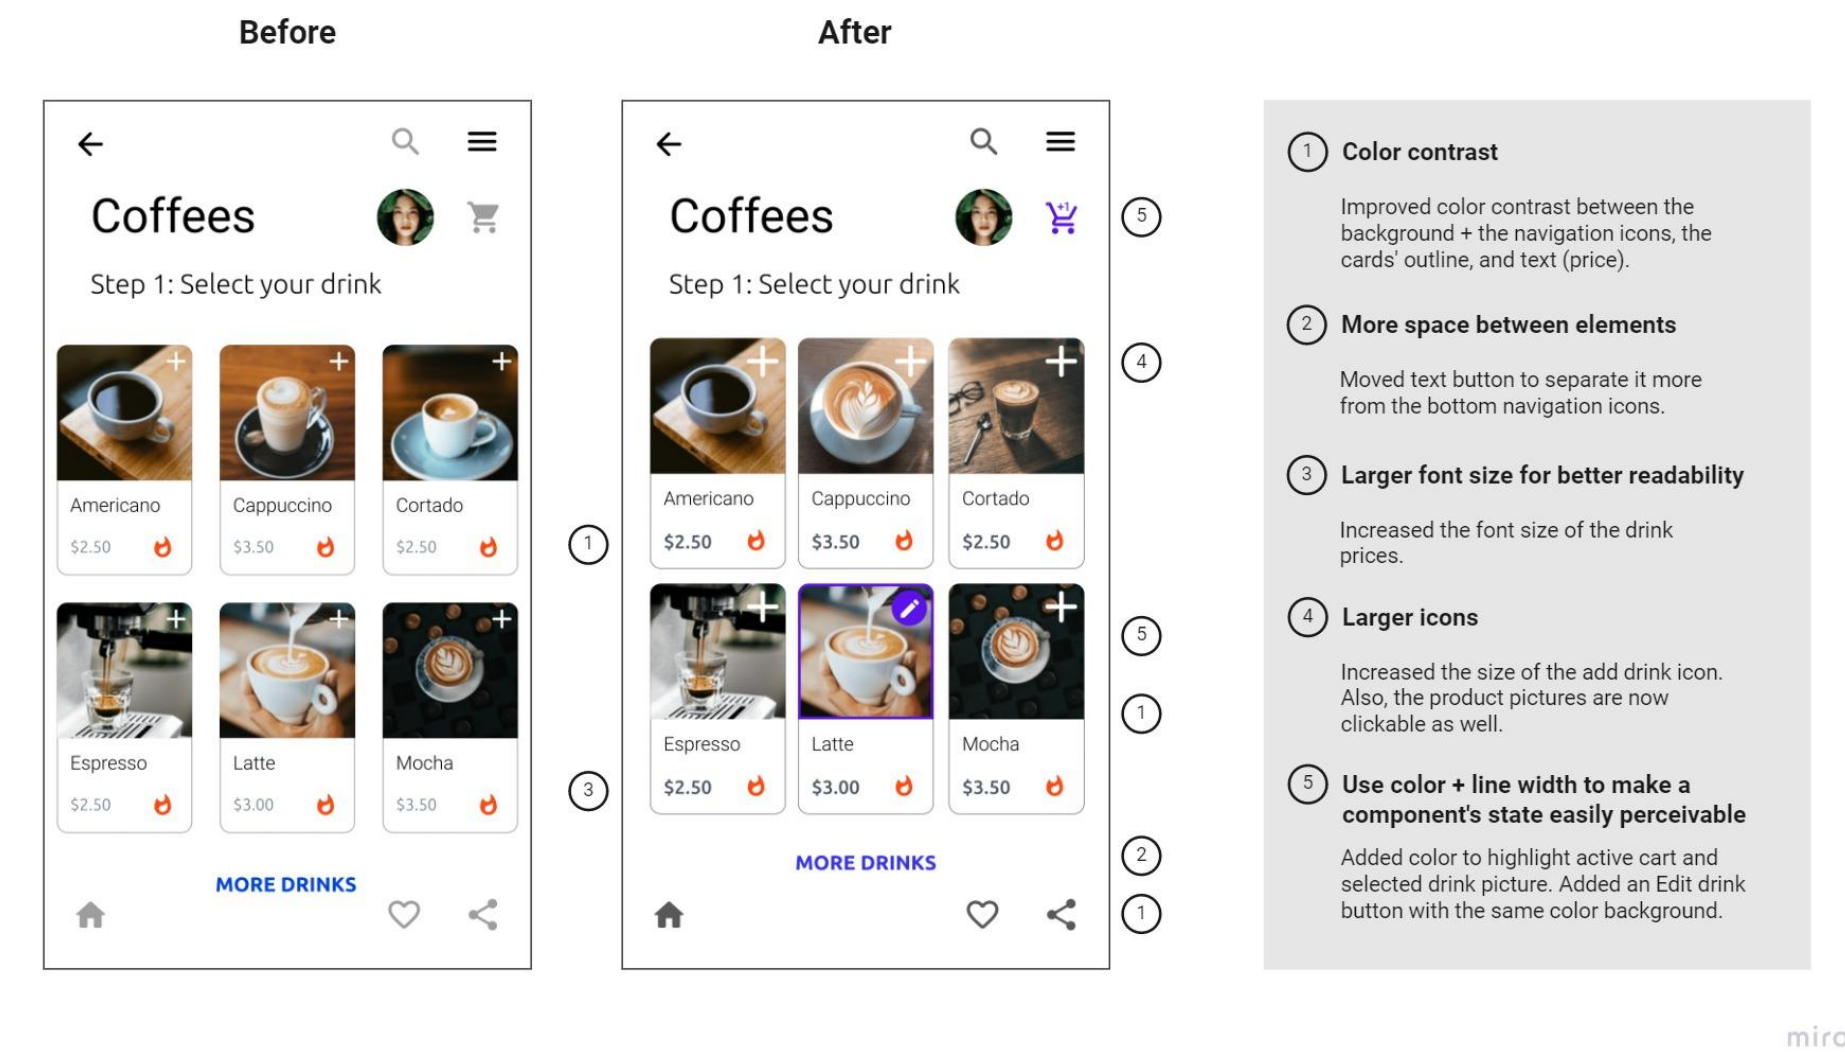 Before
Coffees
Step 1: Select your drink
Americano
Cappuccino
Cortado
$2.50
$3.50
$2.50
Espresso
Latte
Mocha
$2.50
$3.00
$3.50
MORE DRINKS
After
Coffees
+1
5
Step 1: Select your drink
4
Americano
Cappuccino
Cortado
1
$2.50
$3.50
$2.50
5
1
Espresso
Latte
Mocha
3
$2.50
$3.00
$3.50
MORE DRINKS
2
1
1 Color contrast
Improved color contrast between the
background + the navigation icons, the
cards' outline, and text (price).
2 More space between elements
Moved text button to separate it more
from the bottom navigation icons.
3 Larger font size for better readability
Increased the font size of the drink
prices.
4 Larger icons
Increased the size of the add drink icon.
Also, the product pictures are now
clickable as well.
5 Use color + line width to make a
component's state easily perceivable
Added color to highlight active cart and
selected drink picture. Added an Edit drink
button with the same color background.
miro